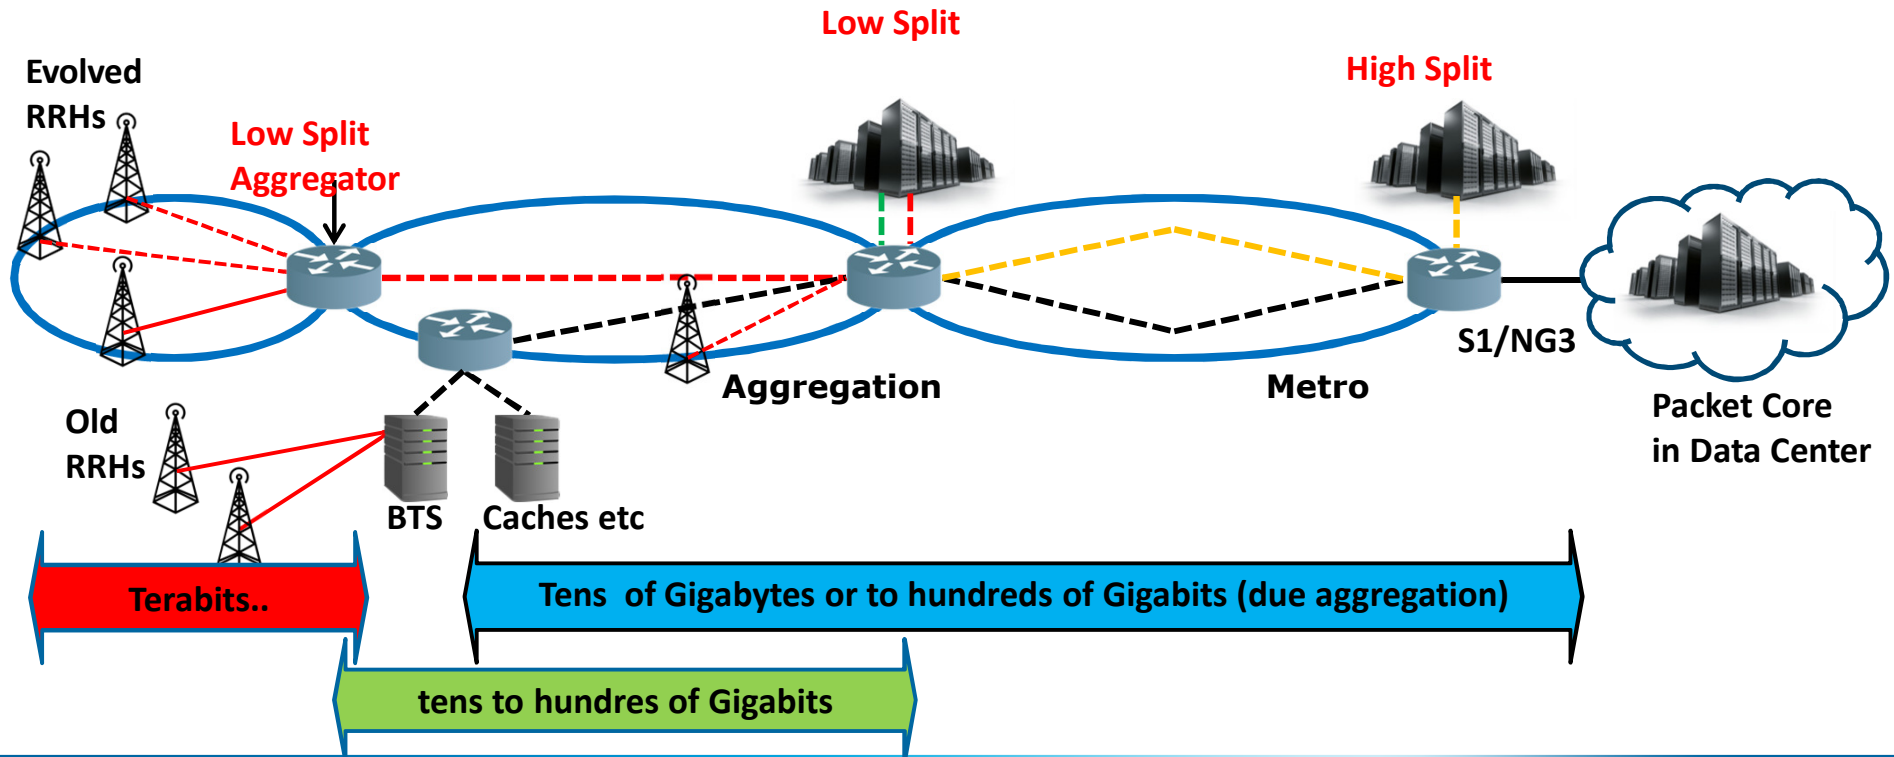 Low Split
High Split
Evolved
RRHs
Low Split
Aggregator
S1/NG3
Aggregation
Metro
Packet Core
in Data Center
Old
RRHs
BTS
Caches etc
Terabits..
Tens  of Gigabytes or to hundreds of Gigabits (due aggregation)
tens to hundres of Gigabits